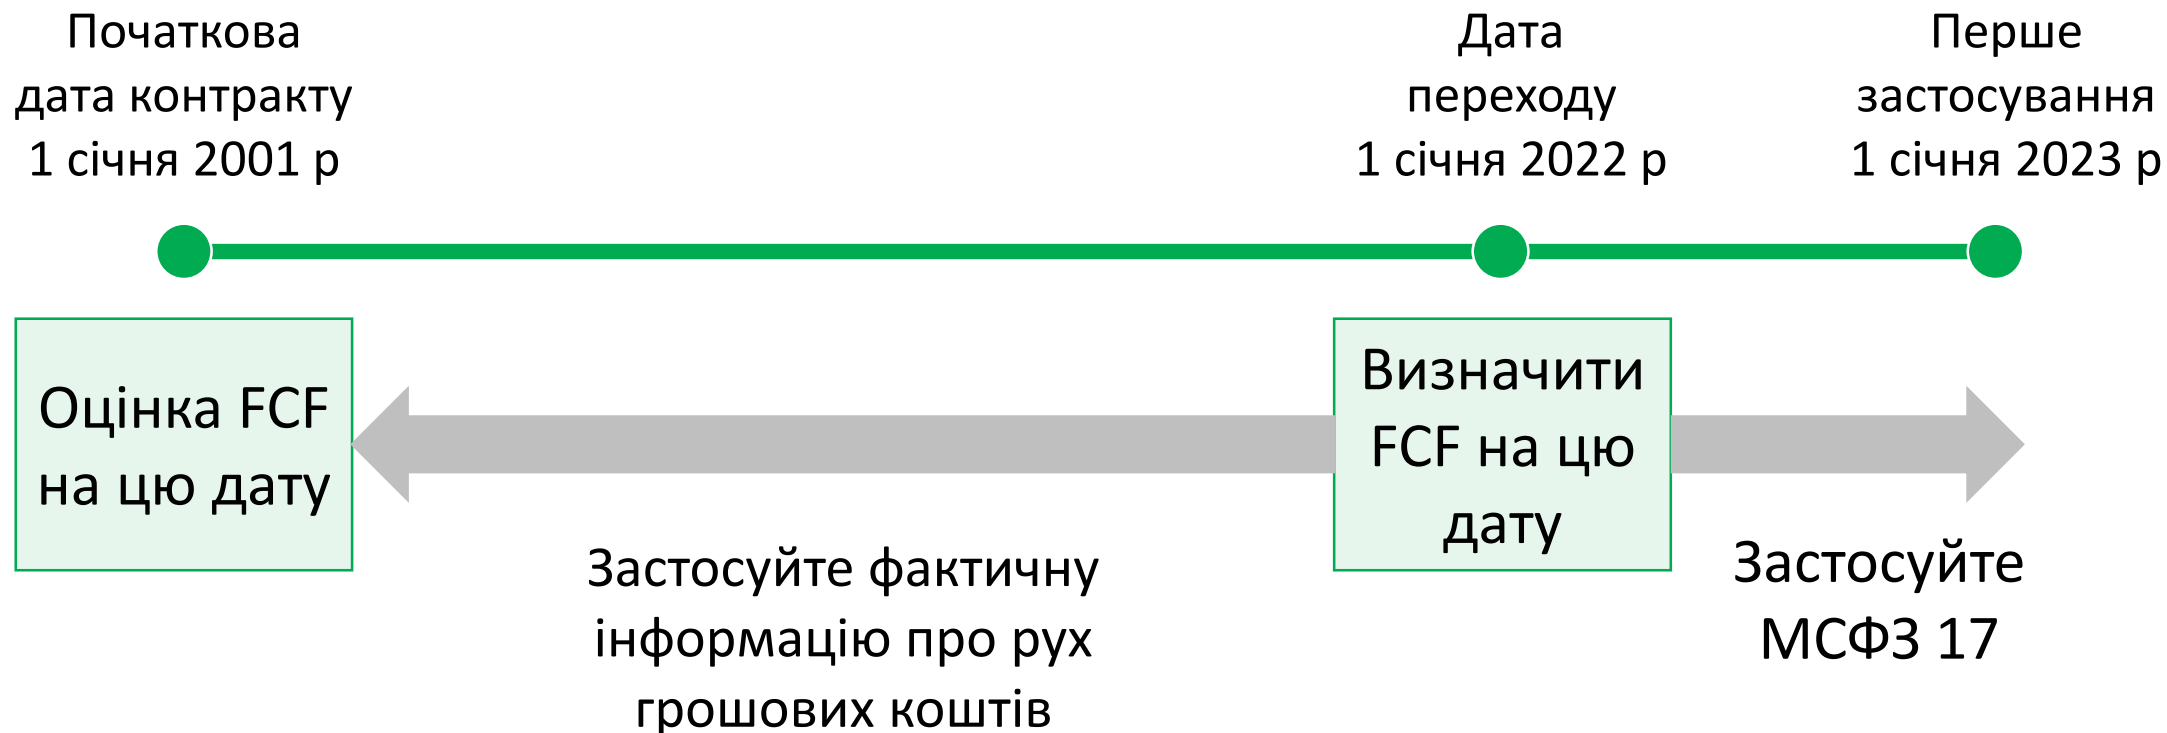 Початкова
дата контракту
1 січня 2001 р
Дата
переходу
1 січня 2022 р
Перше
застосування
1 січня 2023 р
Оцінка FCF
на цю дату
Визначити
FCF на цю
дату
Застосуйте фактичну
інформацію про рух
грошових коштів
Застосуйте
МСФЗ 17